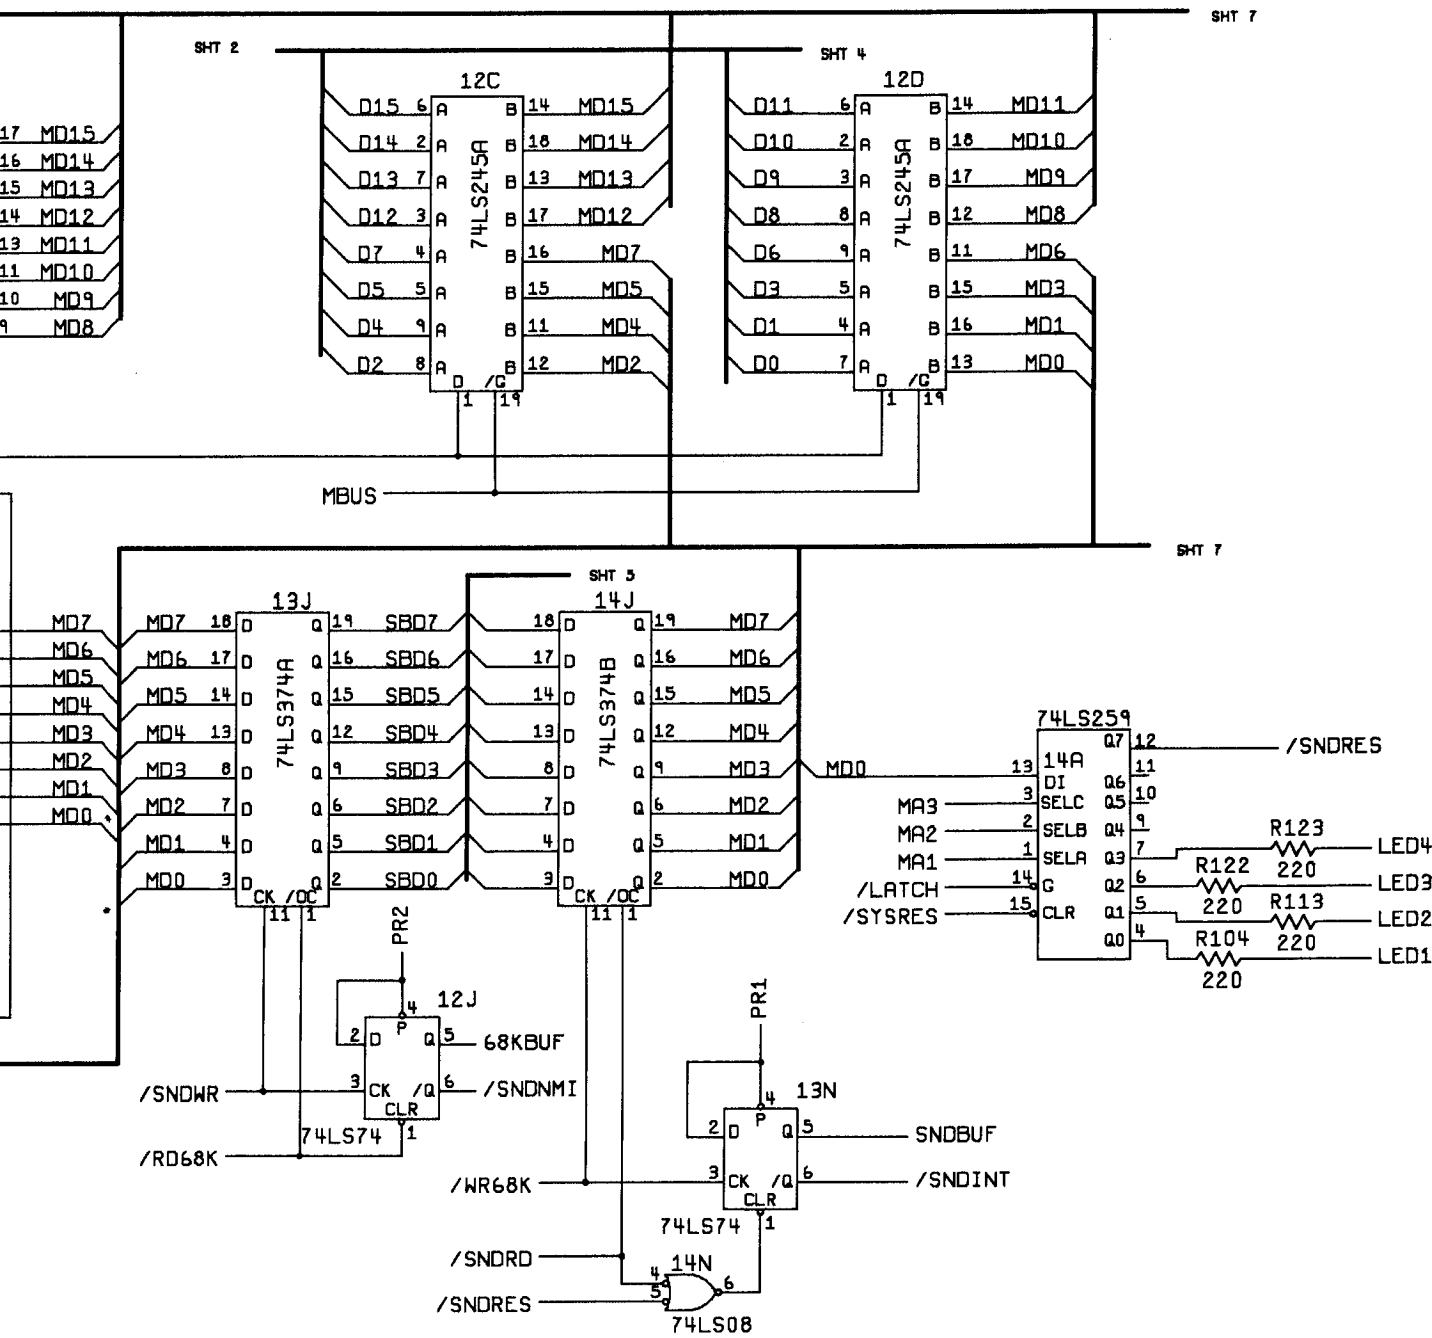 SHT 7
SHT 2
SHT 4
12C
12D
D15 6 A B 14 MD15
D14 2 A B 18 MD14
D13 7 A B 13 MD13
D12 3 A B 17 MD12
D7 4 A B 16 MD7
D5 5 A B 15 MD5
D4 9 A B 11 MD4
D2 8 A B 12 MD2
74LS245A
D /G
1 19
D11 6 A B 14 MD11
D10 2 A B 18 MD10
D9 3 A B 17 MD9
D8 8 A B 12 MD8
D6 9 A B 11 MD6
D3 5 A B 15 MD3
D1 4 A B 16 MD1
D0 7 A B 13 MD0
74LS245A
D /G
1 19
17 MD15
16 MD14
15 MD13
14 MD12
13 MD11
11 MD10
10 MD9
9 MD8
MBUS
SHT 7
SHT 5
MD7
MD6
MD5
MD4
MD3
MD2
MD1
MD0
13J
MD7 18 D Q 19 SBD7
MD6 17 D Q 16 SBD6
MD5 14 D Q 15 SBD5
MD4 13 D Q 12 SBD4
MD3 8 D Q 9 SBD3
MD2 7 D Q 6 SBD2
MD1 4 D Q 5 SBD1
MD0 3 D Q 2 SBD0
74LS374A
CK /OC
11 1
14J
18 D Q 19 MD7
17 D Q 16 MD6
14 D Q 15 MD5
13 D Q 12 MD4
8 D Q 9 MD3
7 D Q 6 MD2
4 D Q 5 MD1
3 D Q 2 MD0
74LS374B
CK /OC
11 1
74LS259
14A
MD0 13 DI
MA3 3 SELC
MA2 2 SELB
MA1 1 SELA
/LATCH 14 G
/SYSRES 15 CLR
Q7 12 /SNDRES
Q6 11
Q5 10
Q4 9
Q3 7 R123 220 LED4
Q2 6 R122 220 LED3
Q1 5 R113 220 LED2
Q0 4 R104 220 LED1
PR2
12J
4
P
2 D Q 5 68KBUF
/SNDWR 3 CK /Q 6 /SNDNMI
CLR
1
74LS74
/RD68K
PR1
13N
4
P
2 D Q 5 SNDBUF
/WR68K 3 CK /Q 6 /SNDINT
CLR
1
74LS74
/SNDRD 4
14N
6
/SNDRES 5
74LS08